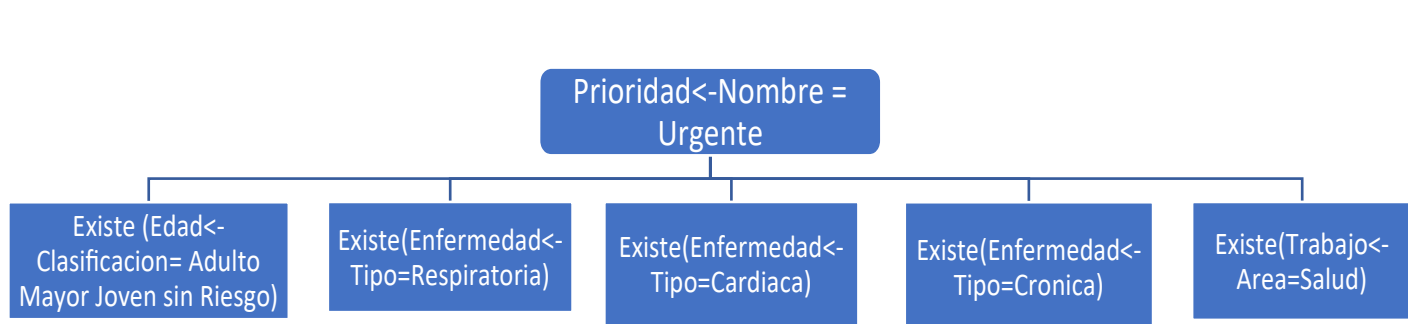 Prioridad<-Nombre =
Urgente
Existe (Edad<-
Clasificacion= Adulto
Mayor Joven sin Riesgo)
Existe(Enfermedad<-
Tipo=Respiratoria)
Existe(Enfermedad<-
Tipo=Cardiaca)
Existe(Enfermedad<-
Tipo=Cronica)
Existe(Trabajo<-
Area=Salud)